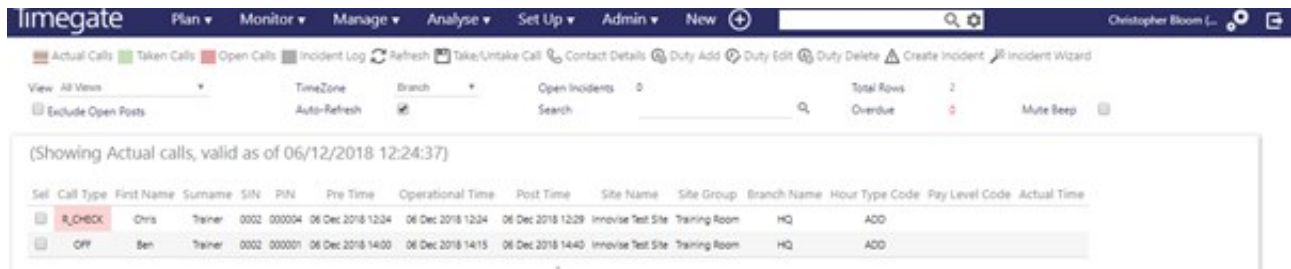 Timegate Plan Monitor Manage Analyse Set Up Admin New Christopher Bloom (...
Actual Calls Taken Calls Open Calls Incident Log Refresh Take/Untake Call Contact Details Duty Add Duty Edit Duty Delete Create Incident Incident Wizard
View All Views TimeZone Branch Open Incidents 0 Total Rows 2
Exclude Open Posts Auto-Refresh Search Overdue 0 Mute Beep
(Showing Actual calls, valid as of 06/12/2018 12:24:37)
Sel Call Type First Name Surname SIN PIN Pre Time Operational Time Post Time Site Name Site Group Branch Name Hour Type Code Pay Level Code Actual Time
R_CHECK Chris Trainer 0002 000004 06 Dec 2018 12:24 06 Dec 2018 12:24 06 Dec 2018 12:29 Innovise Test Site Training Room HQ ADD
OFF Ben Trainer 0002 000001 06 Dec 2018 14:00 06 Dec 2018 14:15 06 Dec 2018 14:40 Innovise Test Site Training Room HQ ADD